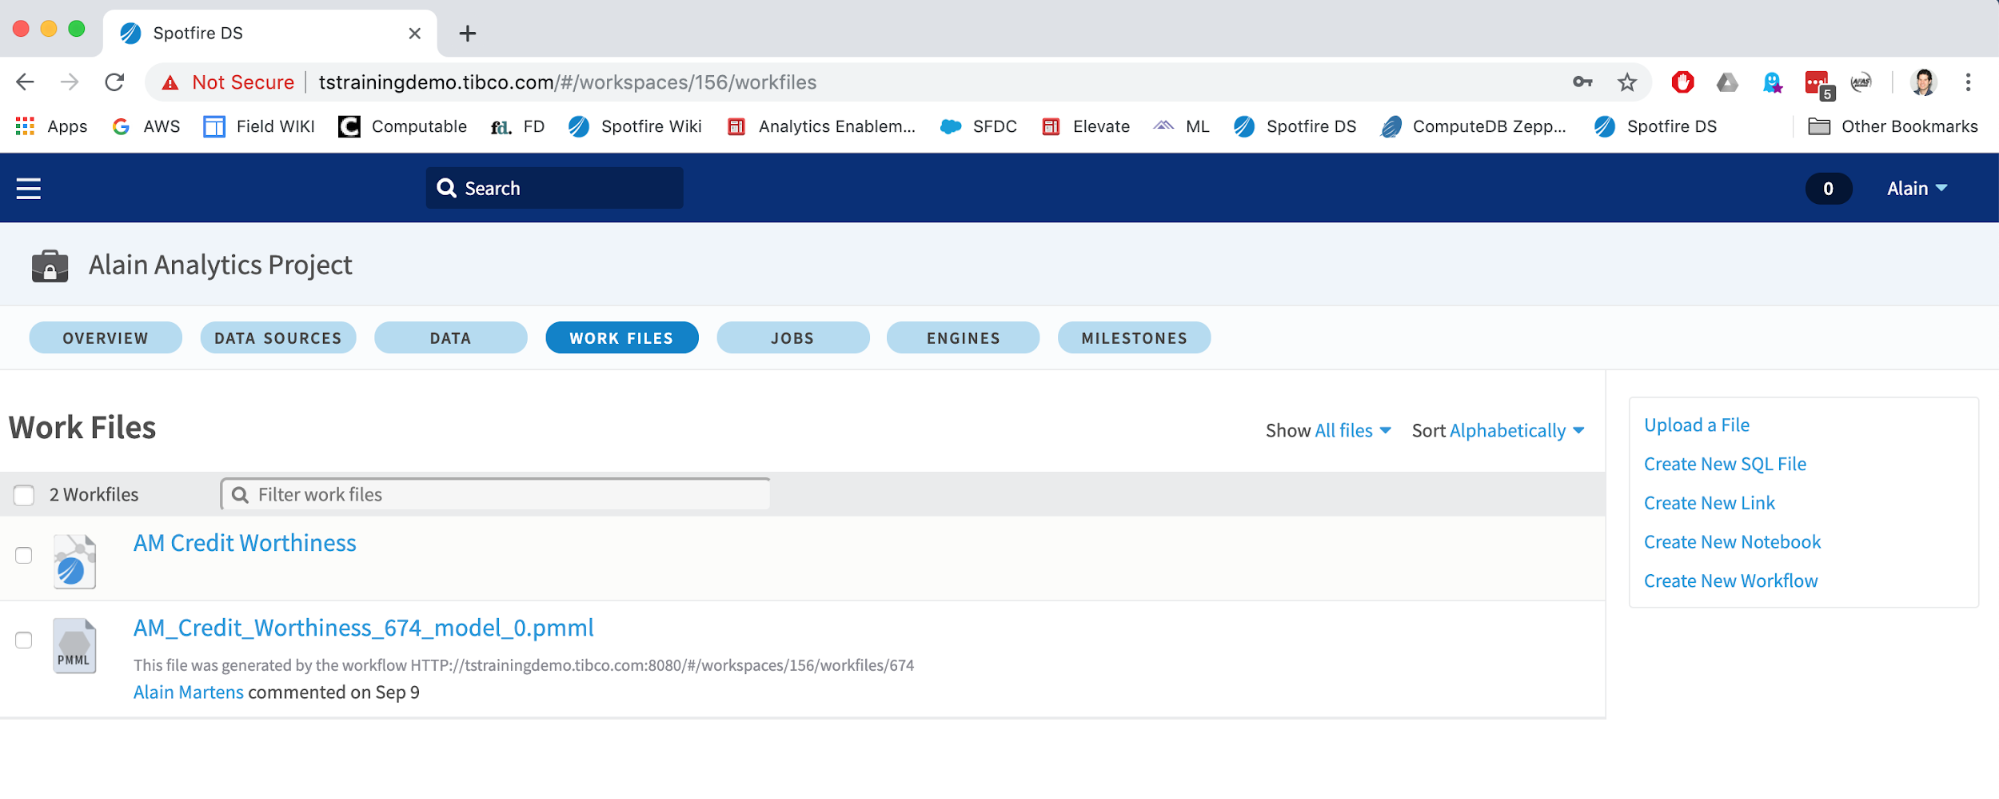 Spotfire DS
Not Secure tstrainingdemo.tibco.com/#/workspaces/156/workfiles
5
Apps AWS Field WIKI Computable fd. FD Spotfire Wiki Analytics Enablem... SFDC Elevate ML Spotfire DS ComputeDB Zepp... Spotfire DS Other Bookmarks
Search 0 Alain
Alain Analytics Project
OVERVIEW DATA SOURCES DATA WORK FILES JOBS ENGINES MILESTONES
Work Files Show All files Sort Alphabetically
2 Workfiles Filter work files
AM Credit Worthiness
AM_Credit_Worthiness_674_model_0.pmml
PMML
This file was generated by the workflow HTTP://tstrainingdemo.tibco.com:8080/#/workspaces/156/workfiles/674
Alain Martens commented on Sep 9
Upload a File
Create New SQL File
Create New Link
Create New Notebook
Create New Workflow